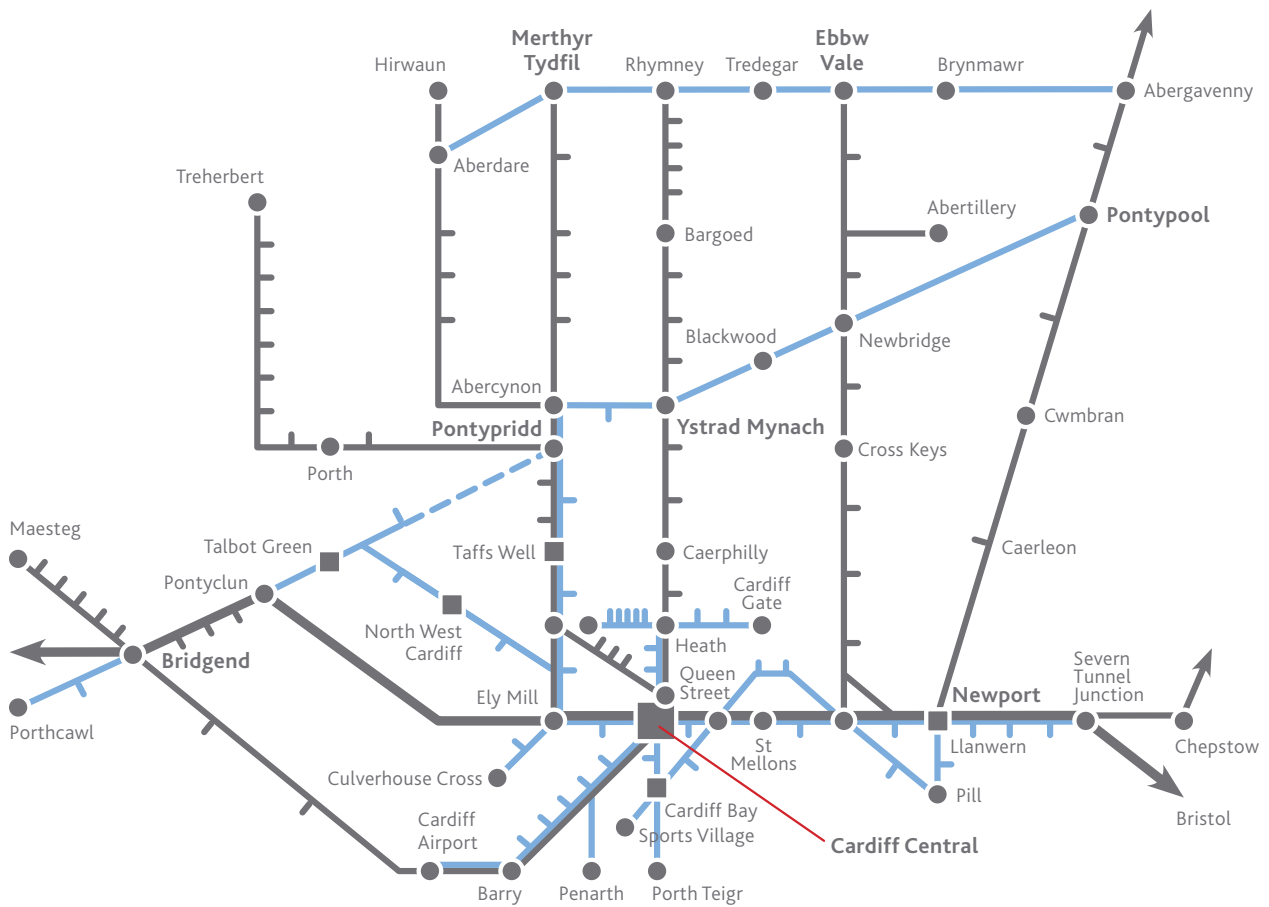 Merthyr
Tydfil
Ebbw
Vale
Hirwaun
Rhymney
Tredegar
Brynmawr
Abergavenny
Aberdare
Treherbert
Abertillery
Pontypool
Bargoed
Blackwood
Newbridge
Abercynon
Cwmbran
Pontypridd
Ystrad Mynach
Cross Keys
Porth
Maesteg
Talbot Green
Taffs Well
Caerphilly
Caerleon
Pontyclun
Cardiff
Gate
North West
Cardiff
Heath
Bridgend
Queen
Street
Severn
Tunnel
Junction
Ely Mill
Newport
Porthcawl
St
Mellons
Llanwern
Chepstow
Culverhouse Cross
Pill
Cardiff
Airport
Cardiff Bay
Sports Village
Bristol
Cardiff Central
Barry
Penarth
Porth Teigr